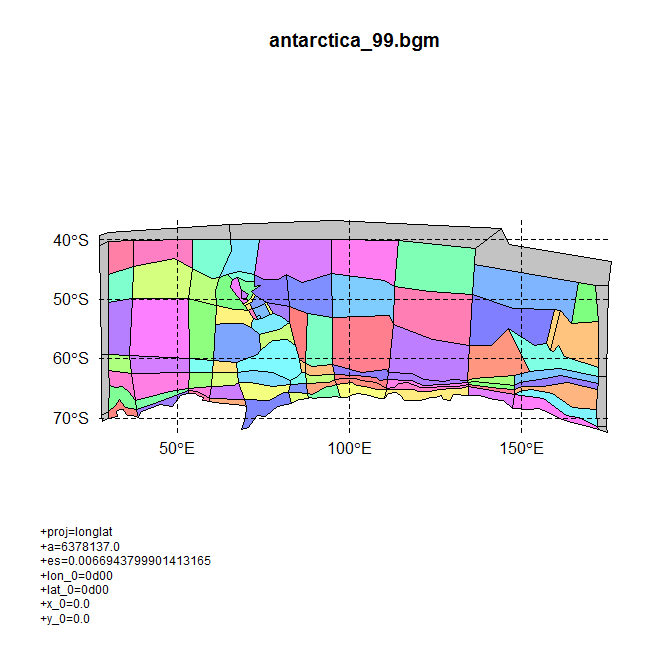 antarctica_99.bgm
40°S
50°S
60°S
70°S
50°E
100°E
150°E
+proj=longlat
+a=6378137.0
+es=0.0066943799901413165
+lon_0=0d00
+lat_0=0d00
+x_0=0.0
+y_0=0.0